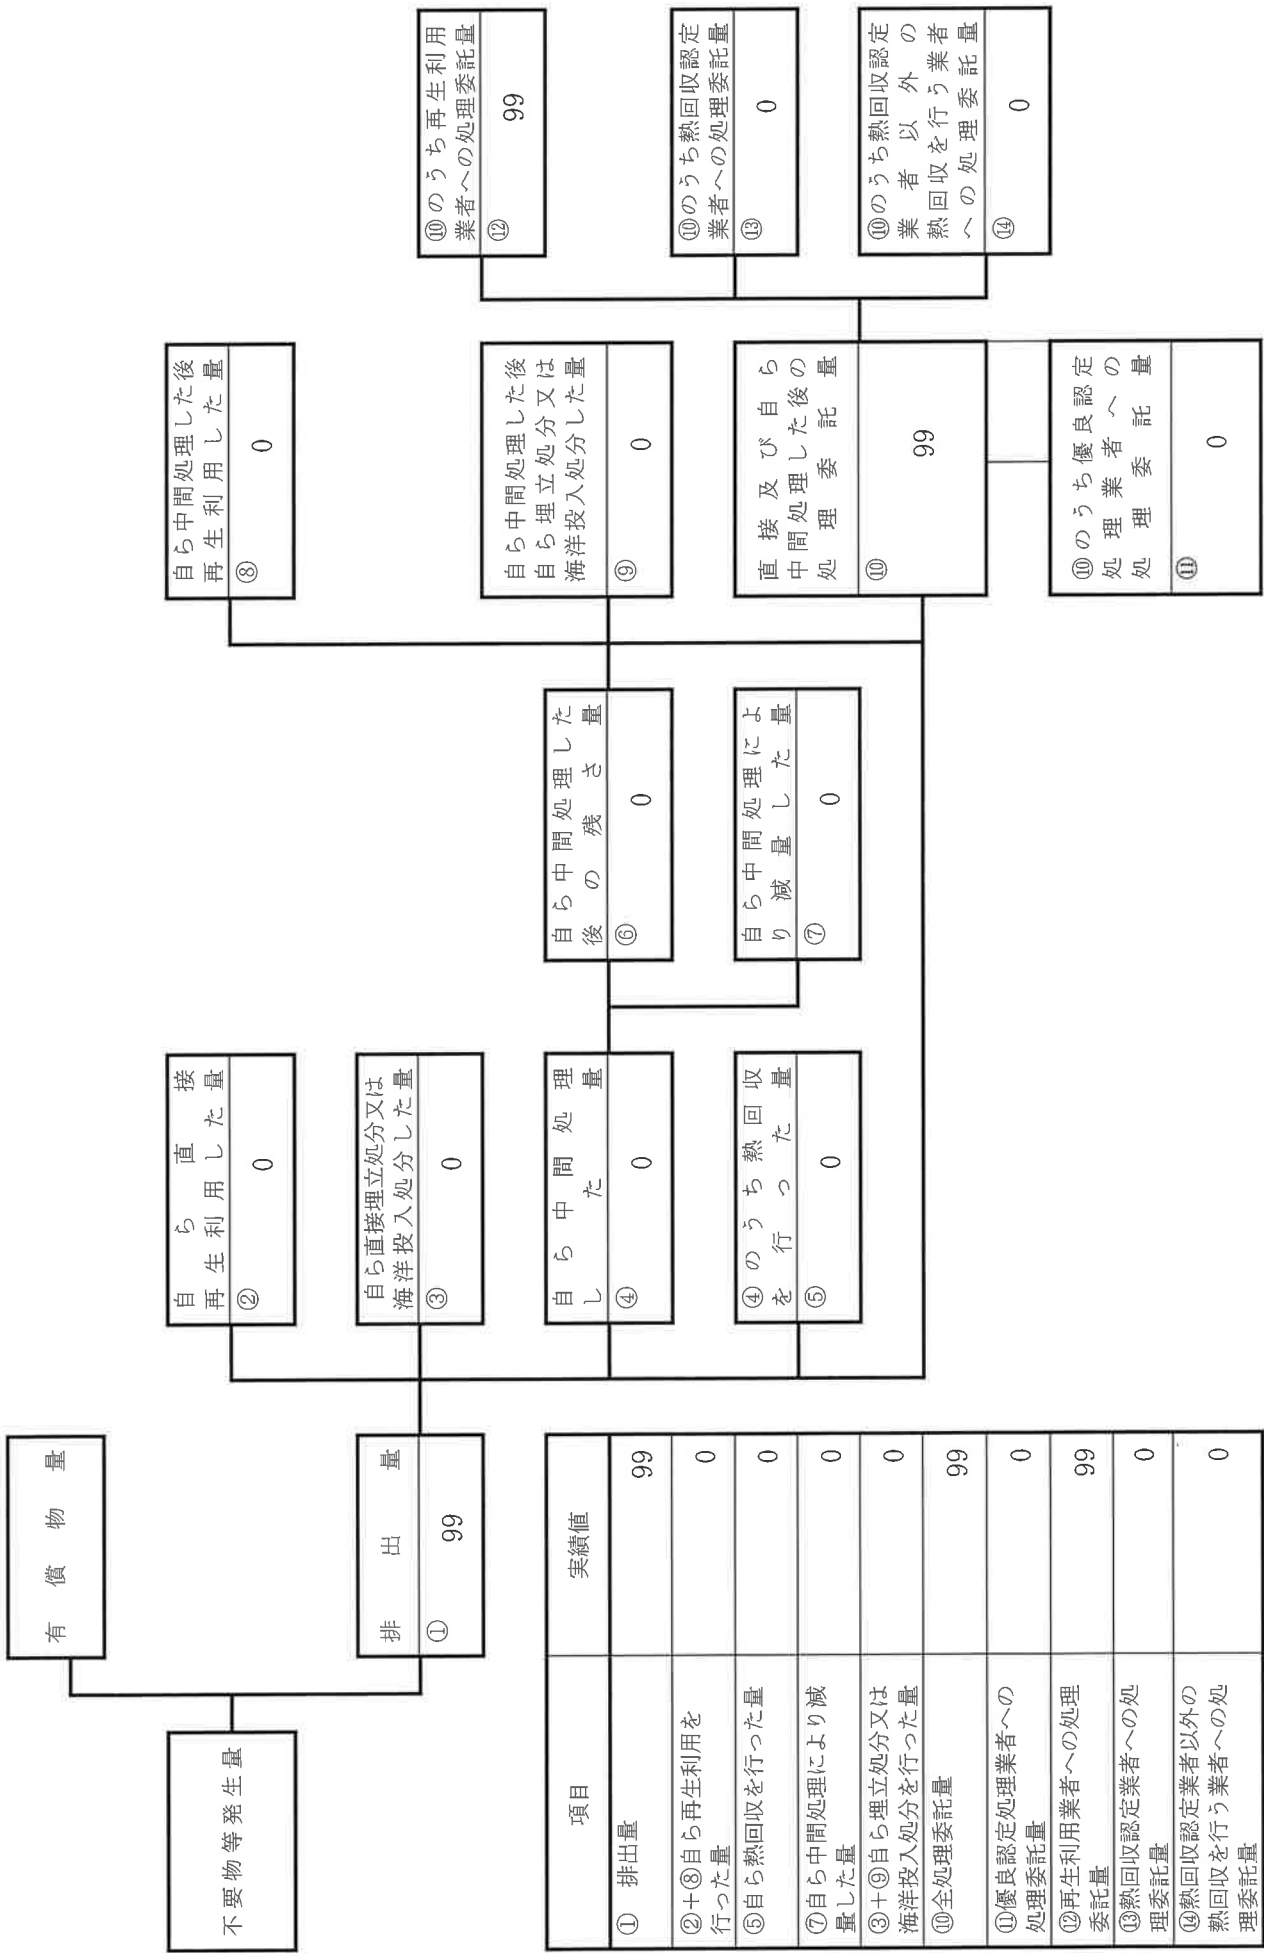 不要物等発生量
有償物量
排出量
① 99
自ら直接
再生利用した量
② 0
自ら直接埋立処分又は
海洋投入処分した量
③ 0
自ら中間処理
した量
④ 0
④のうち熱回収
を行った量
⑤ 0
自ら中間処理した
後の残さ量
⑥ 0
自ら中間処理によ
り減量した量
⑦ 0
自ら中間処理した後
再生利用した量
⑧ 0
自ら中間処理した後
自ら埋立処分又は
海洋投入処分した量
⑨ 0
直接及び自ら
中間処理した後の
処理委託量
⑩ 99
⑩のうち優良認定
処理業者への
処理委託量
⑪ 0
⑩のうち再生利用
業者への処理委託量
⑫ 99
⑩のうち熱回収認定
業者への処理委託量
⑬ 0
⑩のうち熱回収認定
業者以外の
熱回収を行う業者
への処理委託量
⑭ 0
項目 実績値
① 排出量 99
②+⑧自ら再生利用を
行った量 0
⑤自ら熱回収を行った量 0
⑦自ら中間処理により減
量した量 0
③+⑨自ら埋立処分又は
海洋投入処分を行った量 0
⑩全処理委託量 99
⑪優良認定処理業者への
処理委託量 0
⑫再生利用業者への処理
委託量 99
⑬熱回収認定業者への処
理委託量 0
⑭熱回収認定業者以外の
熱回収を行う業者への処
理委託量 0